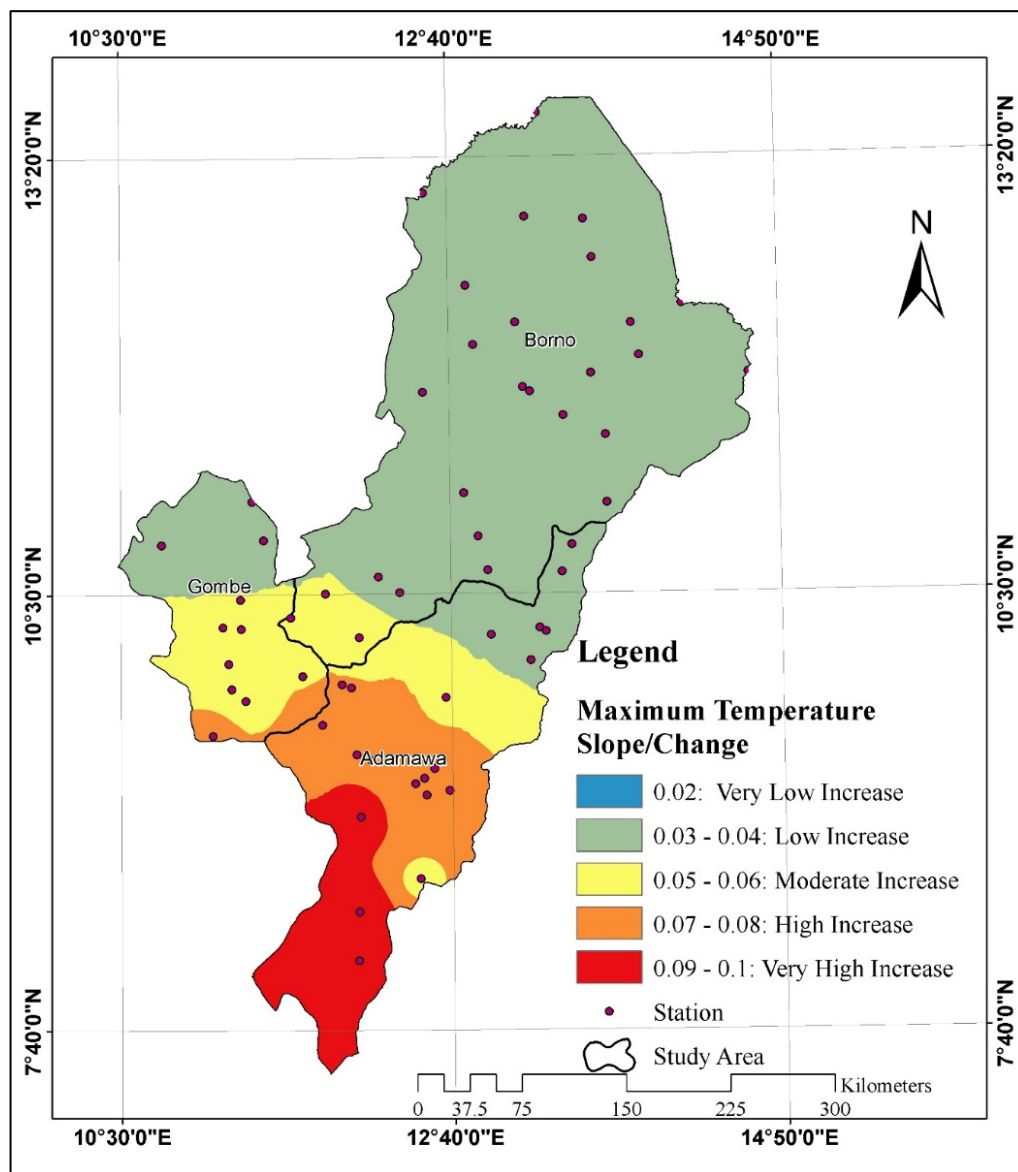 10°30'0"E 12°40'0"E 14°50'0"E
13°20'0"N
13°20'0"N
N
Borno
Gombe
10°30'0"N
10°30'0"N
Adamawa
Legend
Maximum Temperature
Slope/Change
0.02: Very Low Increase
0.03 - 0.04: Low Increase
0.05 - 0.06: Moderate Increase
0.07 - 0.08: High Increase
0.09 - 0.1: Very High Increase
Station
Study Area
7°40'0"N
7°40'0"N
Kilometers
0 37.5 75 150 225 300
10°30'0"E 12°40'0"E 14°50'0"E